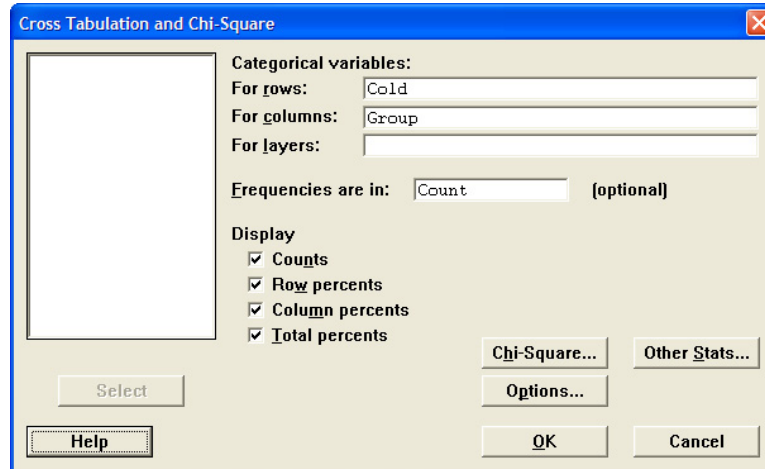 Cross Tabulation and Chi-Square
Categorical variables:
For rows: Cold
For columns: Group
For layers:
Frequencies are in: Count (optional)
Display
Counts
Row percents
Column percents
Total percents
Chi-Square... Other Stats...
Select Options...
Help OK Cancel